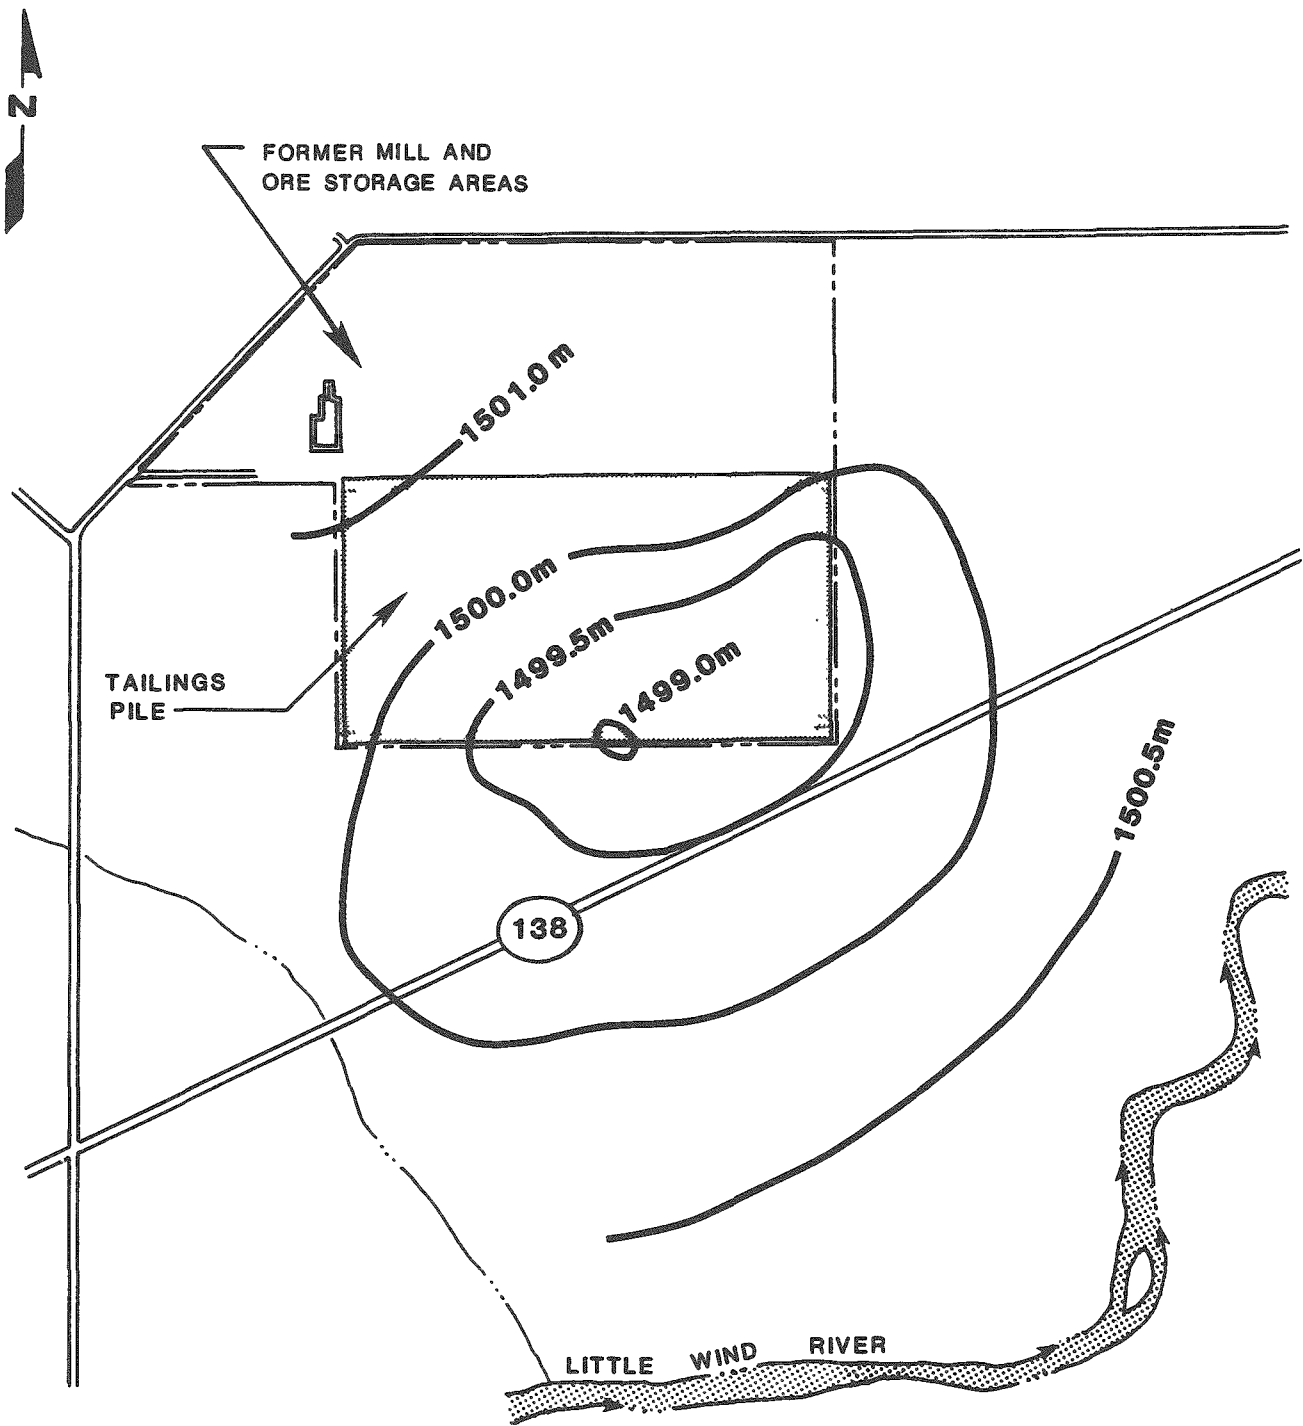 N
FORMER MILL AND
ORE STORAGE AREAS
1501.0 m
1500.0m
1499.5m
1499.0m
TAILINGS
PILE
1500.5m
138
LITTLE WIND RIVER